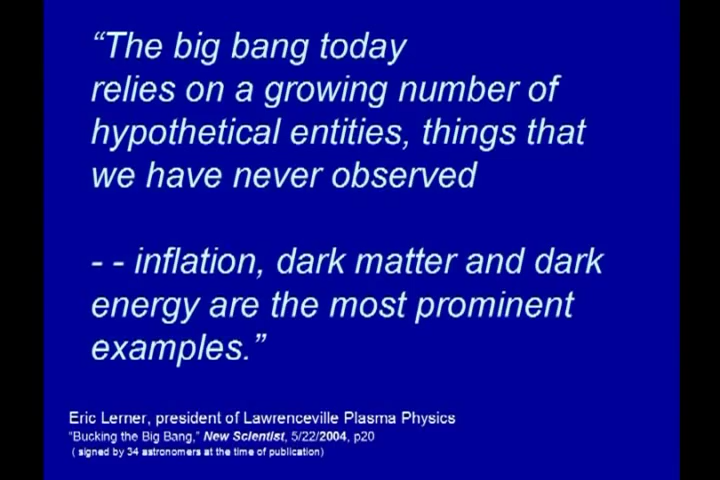 “The big bang today
relies on a growing number of
hypothetical entities, things that
we have never observed
- - inflation, dark matter and dark
energy are the most prominent
examples.”
Eric Lerner, president of Lawrenceville Plasma Physics
“Bucking the Big Bang,” New Scientist, 5/22/2004, p20
( signed by 34 astronomers at the time of publication)